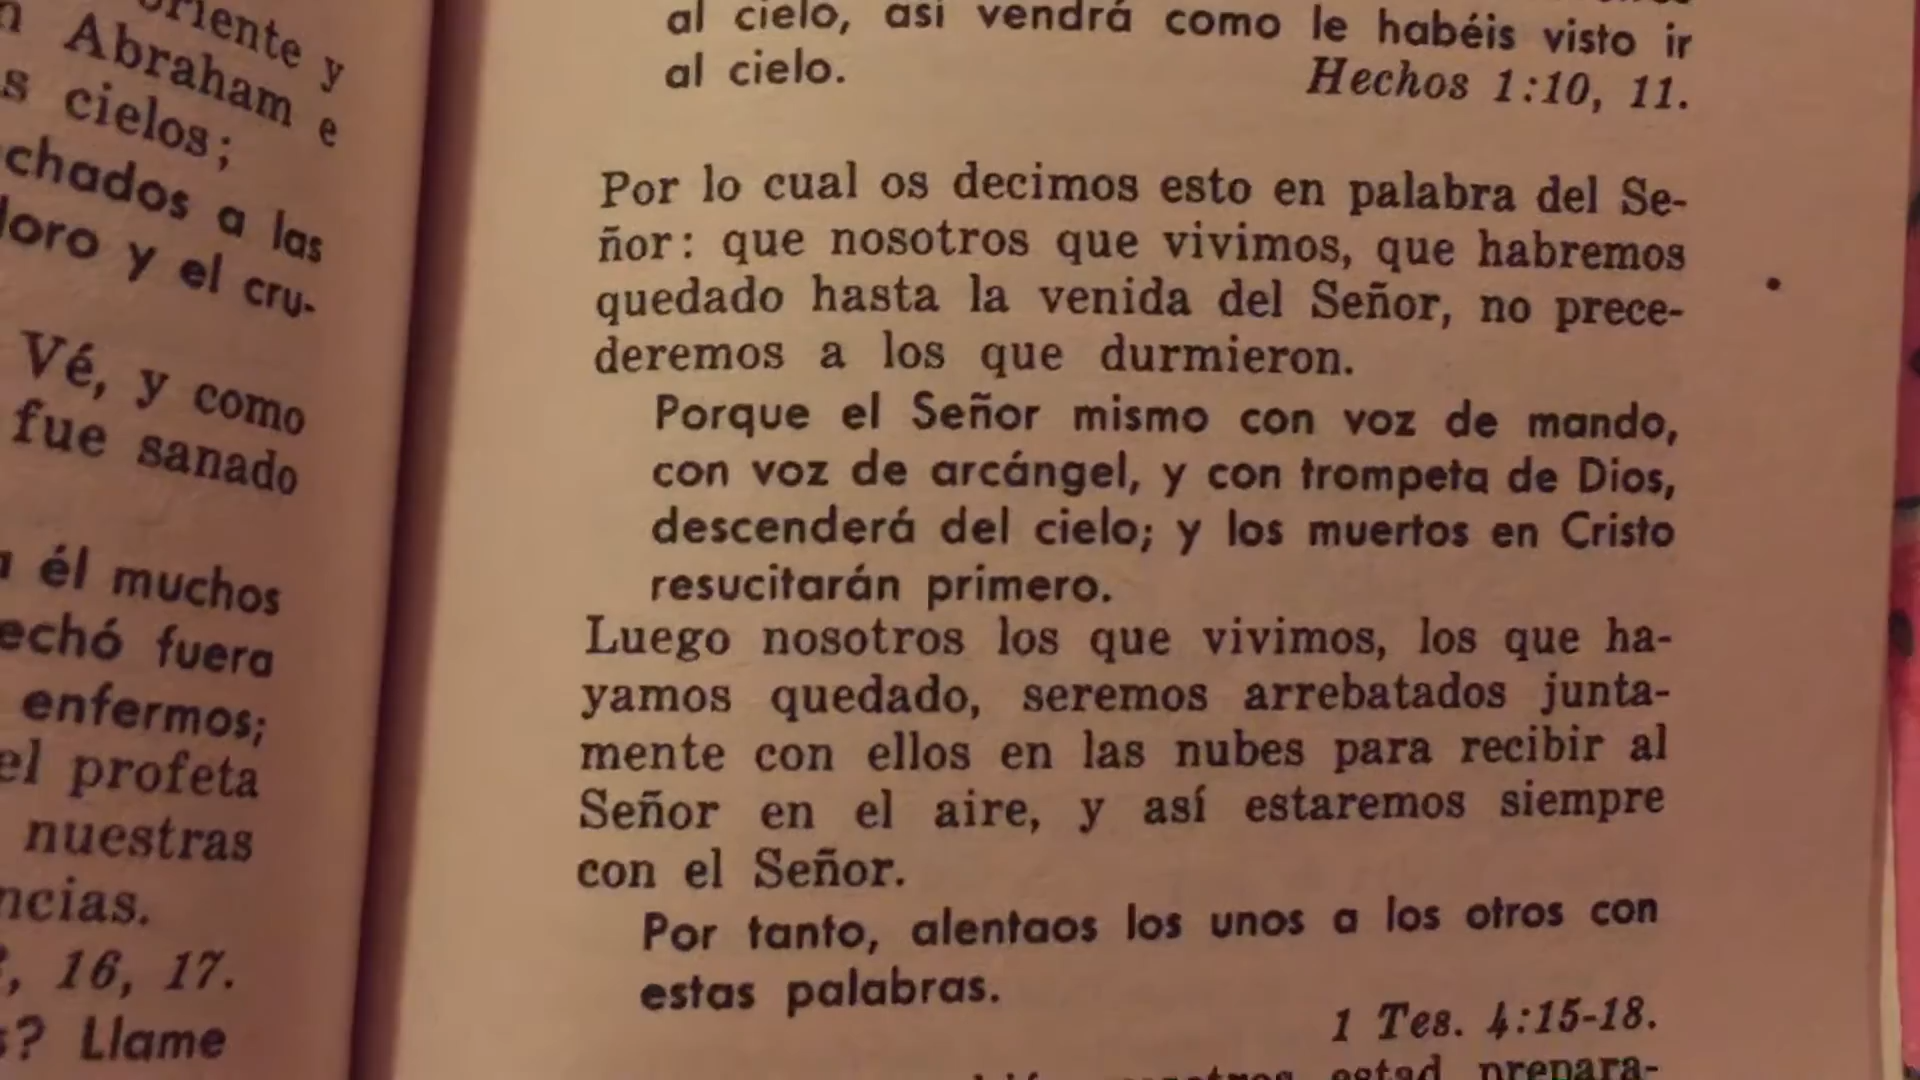 oriente y
Abraham e
s cielos;
chados a las
loro y el cru-
Vé, y como
fue sanado
él muchos
echó fuera
enfermos;
el profeta
nuestras
ncias.
, 16, 17.
? Llame
al cielo, así vendrá como le habéis visto ir
al cielo.
Hechos 1:10, 11.
Por lo cual os decimos esto en palabra del Se-
ñor: que nosotros que vivimos, que habremos
quedado hasta la venida del Señor, no prece-
deremos a los que durmieron.
Porque el Señor mismo con voz de mando,
con voz de arcángel, y con trompeta de Dios,
descenderá del cielo; y los muertos en Cristo
resucitarán primero.
Luego nosotros los que vivimos, los que ha-
yamos quedado, seremos arrebatados junta-
mente con ellos en las nubes para recibir al
Señor en el aire, y así estaremos siempre
con el Señor.
Por tanto, alentaos los unos a los otros con
estas palabras.
1 Tes. 4:15-18.
estad prepara-